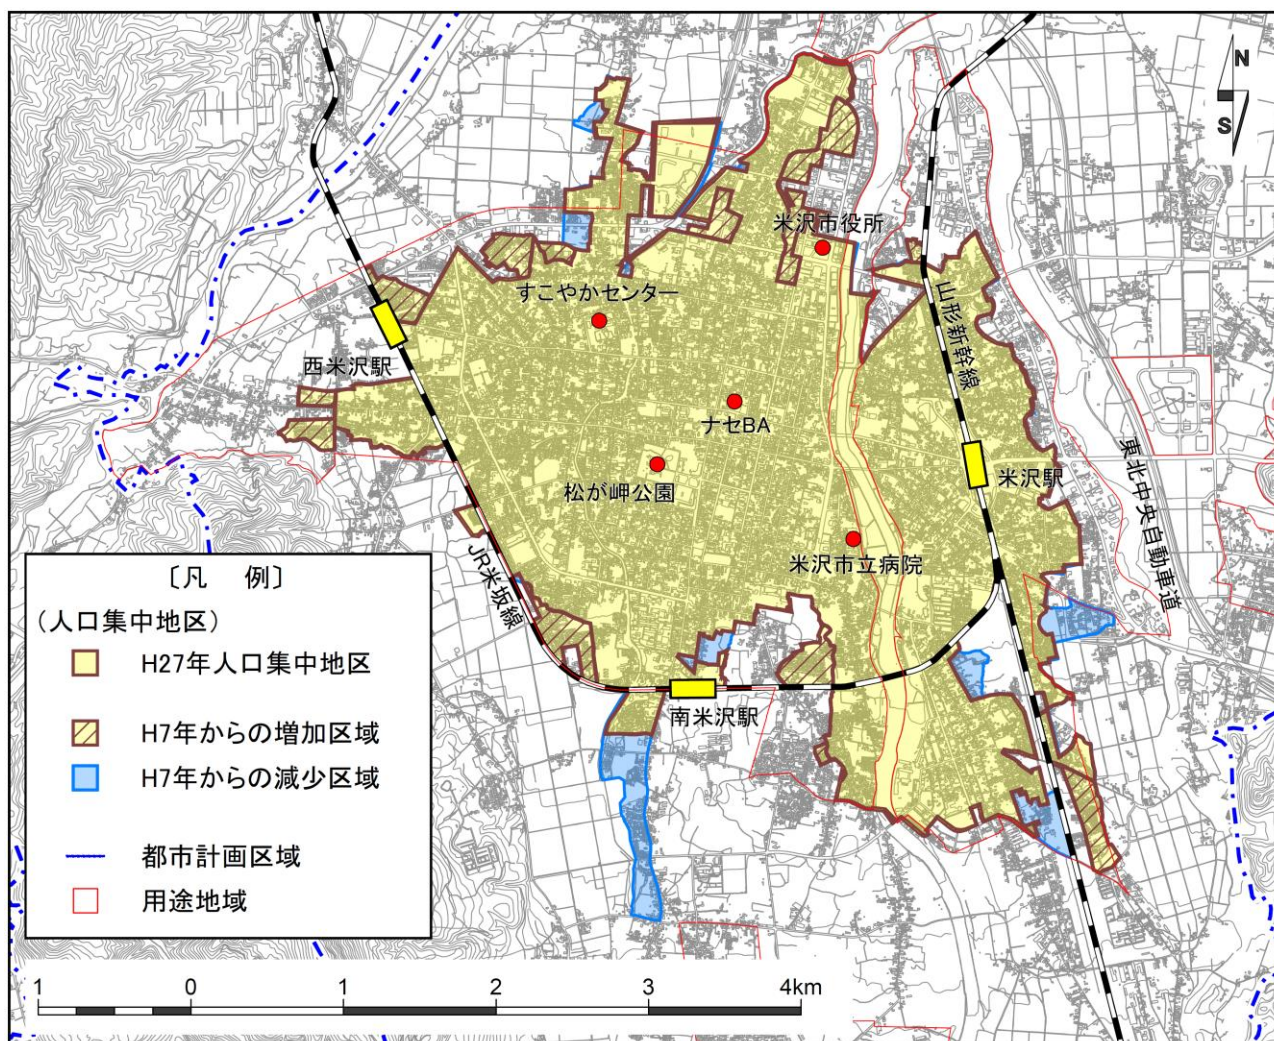 N
S
米沢市役所
すこやかセンター
山形新幹線
西米沢駅
ナセBA
米沢駅
東北中央自動車道
松が岬公園
JR米坂線
米沢市立病院
南米沢駅
〔凡 例〕
(人口集中地区)
H27年人口集中地区
H7年からの増加区域
H7年からの減少区域
都市計画区域
用途地域
1 0 1 2 3 4km